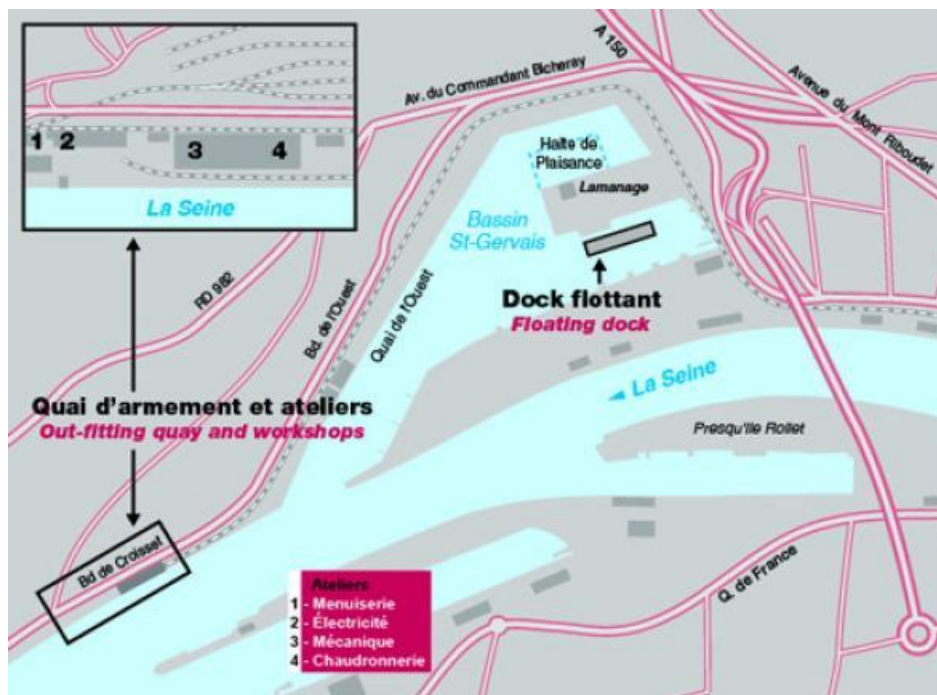 1 2
3 4
La Seine
A 150
Avenue du Mont Riboudet
Av. du Commandant Bicheray
Halte de
Plaisance
Lamanage
Bassin
St-Gervais
Dock flottant
Floating dock
RD 982
Bd. de l'Ouest
Quai de l'Ouest
La Seine
Quai d'armement et ateliers
Out-fitting quay and workshops
Presqu'île Rollet
Bd de Croisset
Q. de France
Ateliers
1 - Menuiserie
2 - Électricité
3 - Mécanique
4 - Chaudronnerie